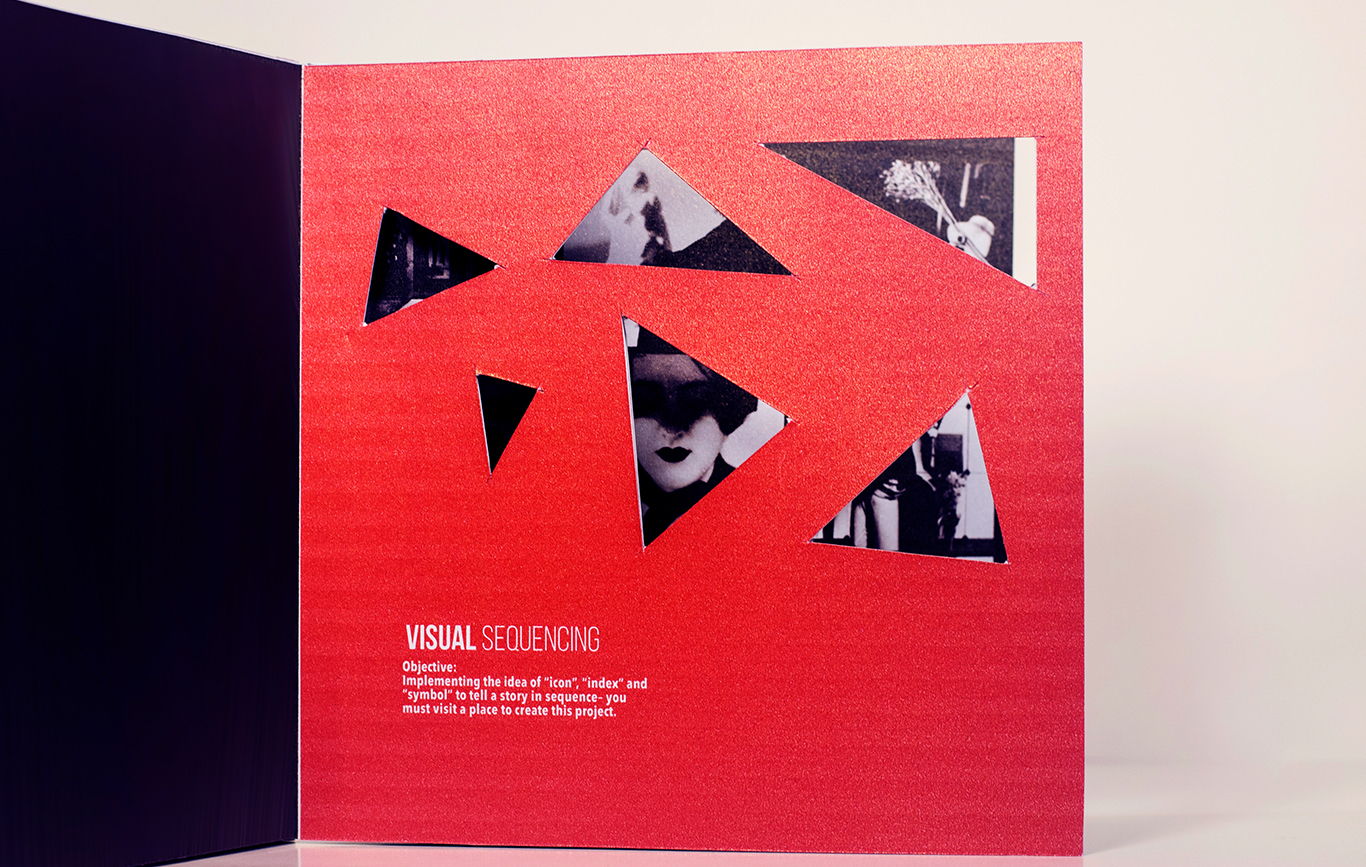 VISUAL SEQUENCING
Objective:
Implementing the idea of "icon", "index" and
"symbol" to tell a story in sequence- you
must visit a place to create this project.